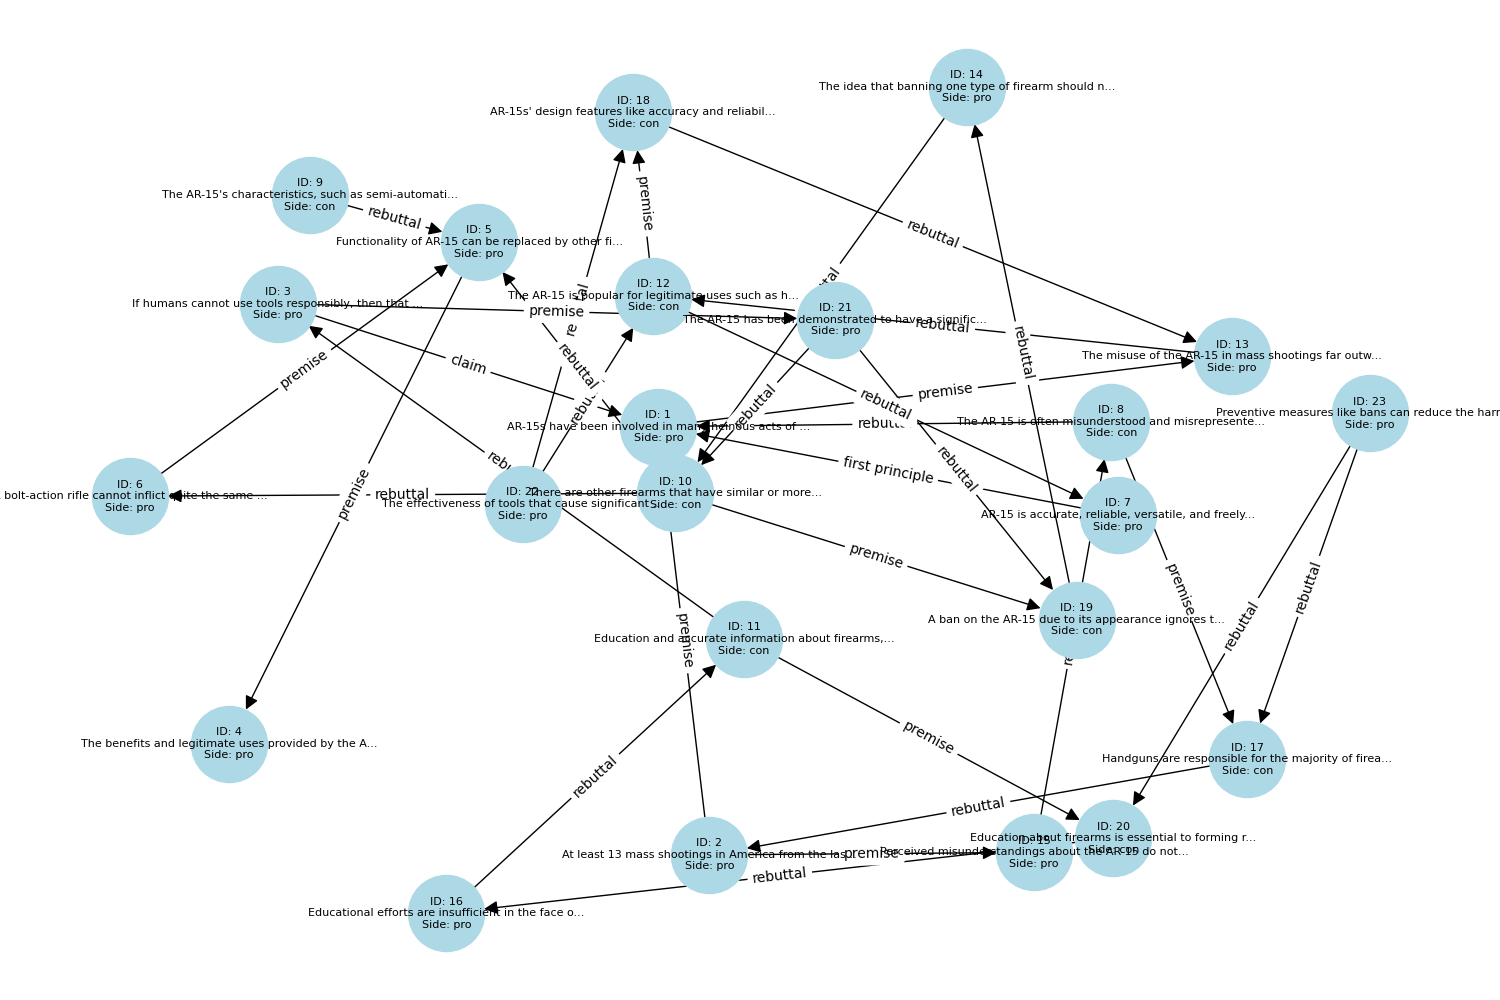 ID: 14
The idea that banning one type of firearm should n...
Side: pro
ID: 18
AR-15s' design features like accuracy and reliabil...
Side: con
ID: 9
The AR-15's characteristics, such as semi-automati...
Side: con
rebuttal
premise
rebuttal
ID: 5
Functionality of AR-15 can be replaced by other fi...
Side: pro
ID: 3
If humans cannot use tools responsibly, then that ...
Side: pro
premise
ID: 12
The AR-15 is popular for legitimate uses such as h...
Side: con
ID: 21
The AR-15 has been demonstrated to have a signific...
Side: pro
rebuttal
rebuttal
ID: 13
The misuse of the AR-15 in mass shootings far outw...
Side: pro
claim
premise
rebuttal
rebuttal
premise
rebuttal
rebuttal
ID: 1
AR-15s have been involved in many heinous acts of ...
Side: pro
ID: 8
The AR-15 is often misunderstood and misrepresente...
Side: con
ID: 23
Preventive measures like bans can reduce the harm
Side: pro
first principle
rebuttal
ID: 6
bolt-action rifle cannot inflict quite the same ...
Side: pro
rebuttal
premise
ID: 22
The effectiveness of tools that cause significant
Side: pro
ID: 10
There are other firearms that have similar or more...
Side: con
ID: 7
AR-15 is accurate, reliable, versatile, and freely...
Side: pro
premise
premise
rebuttal
rebuttal
ID: 19
A ban on the AR-15 due to its appearance ignores t...
Side: con
ID: 11
Education and accurate information about firearms,...
Side: con
premise
ID: 4
The benefits and legitimate uses provided by the A...
Side: pro
premise
rebuttal
ID: 17
Handguns are responsible for the majority of firea...
Side: con
rebuttal
ID: 2
At least 13 mass shootings in America from the las...
Side: pro
premise
ID: 15
Perceived misunderstandings about the AR-15 do not...
Side: pro
ID: 20
Education about firearms is essential to forming r...
Side: con
rebuttal
ID: 16
Educational efforts are insufficient in the face o...
Side: pro